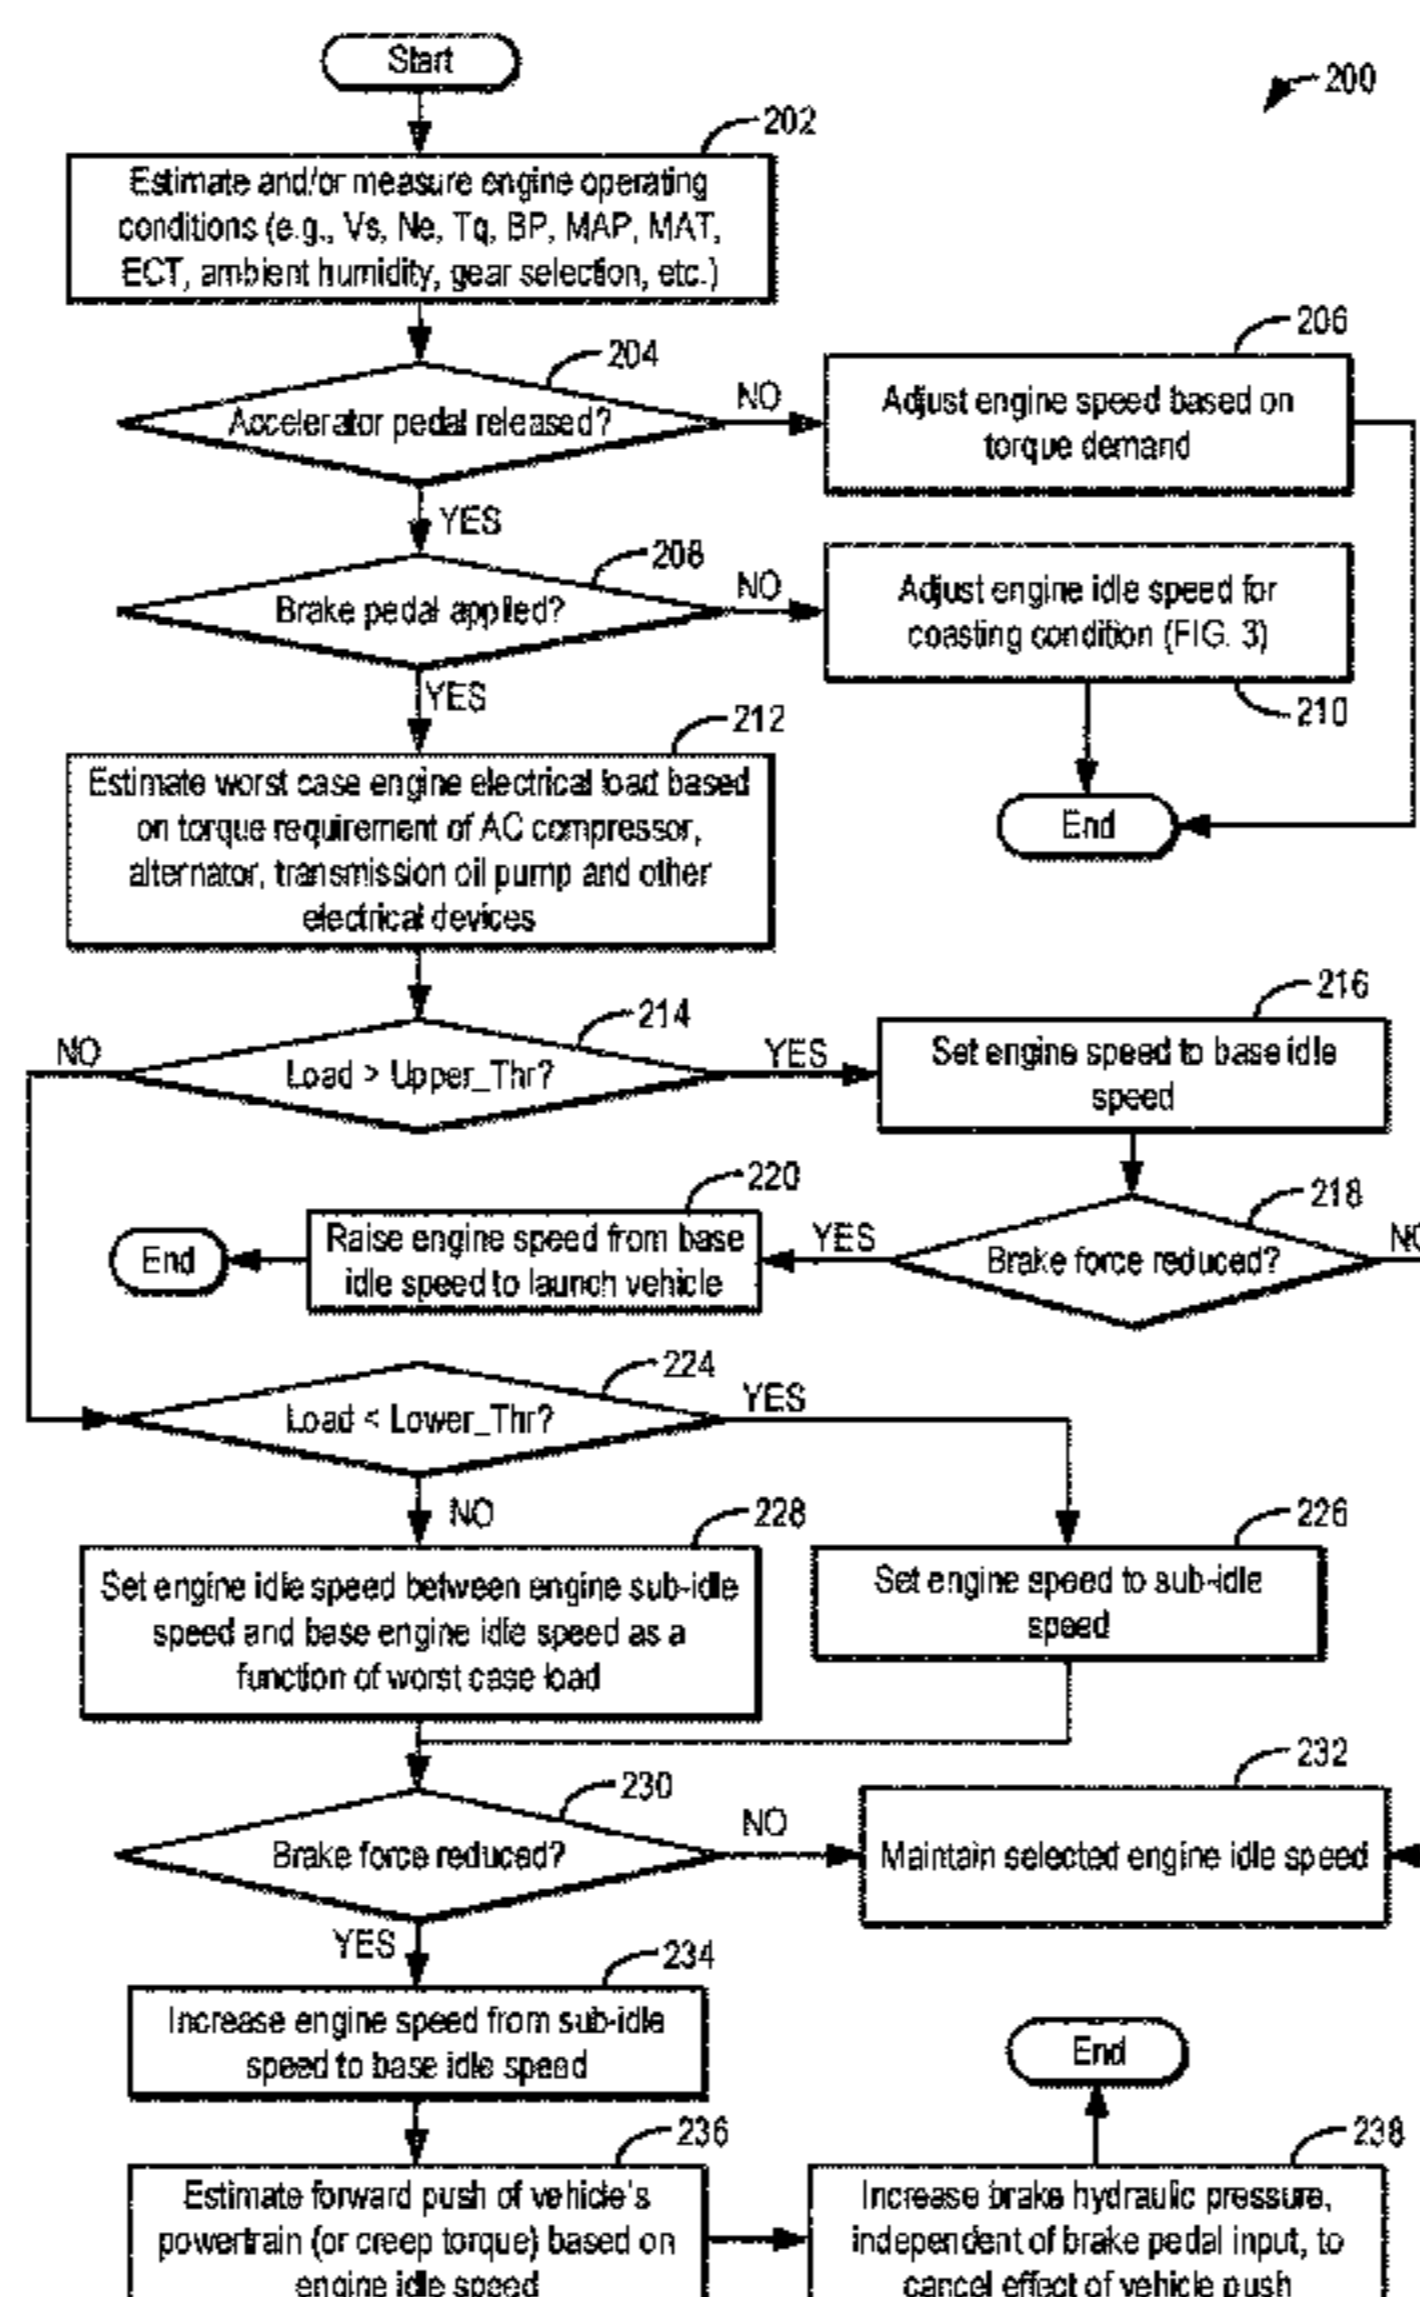 Start
200
202
Estimate and/or measure engine operating
conditions (e.g., Vs, Ne, Tq, BP, MAP, MAT,
ECT, ambient humidity, gear selection, etc.)
204
Accelerator pedal released?
NO
206
Adjust engine speed based on
torque demand
YES
208
Brake pedal applied?
NO
Adjust engine idle speed for
coasting condition (FIG. 3)
210
End
YES
212
Estimate worst case engine electrical load based
on torque requirement of AC compressor,
alternator, transmission oil pump and other
electrical devices
214
Load > Upper_Thr?
NO
YES
216
Set engine speed to base idle
speed
218
Brake force reduced?
NO
YES
220
Raise engine speed from base
idle speed to launch vehicle
End
224
Load < Lower_Thr?
YES
NO
228
Set engine idle speed between engine sub-idle
speed and base engine idle speed as a
function of worst case load
226
Set engine speed to sub-idle
speed
230
Brake force reduced?
NO
232
Maintain selected engine idle speed
YES
234
Increase engine speed from sub-idle
speed to base idle speed
End
236
Estimate forward push of vehicle's
powertrain (or creep torque) based on
engine idle speed
238
Increase brake hydraulic pressure,
independent of brake pedal input, to
cancel effect of vehicle push